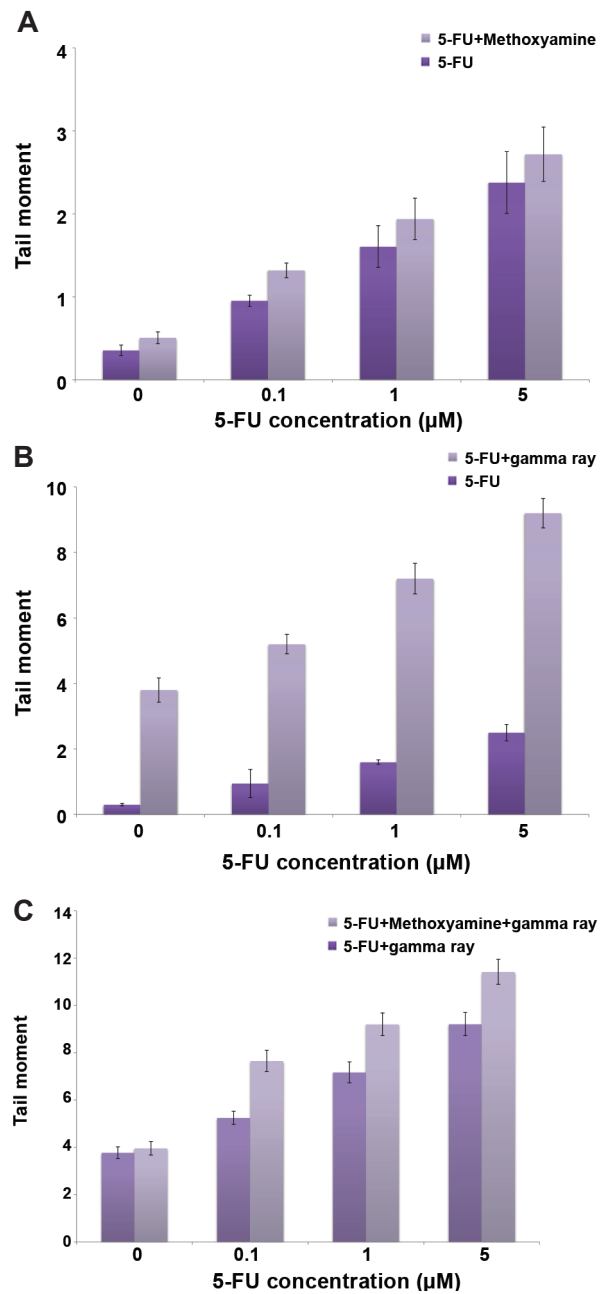 A
5-FU+Methoxyamine
5-FU
4
3
2
1
0
Tail moment
0 0.1 1 5
5-FU concentration (µM)
B
5-FU+gamma ray
5-FU
10
8
6
4
2
0
Tail moment
0 0.1 1 5
5-FU concentration (µM)
C
5-FU+Methoxyamine+gamma ray
5-FU+gamma ray
14
12
10
8
6
4
2
0
Tail moment
0 0.1 1 5
5-FU concentration (µM)